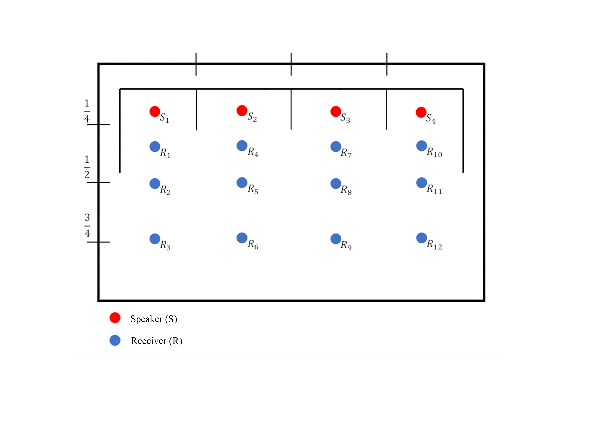 1/4
S₁ S₂ S₃ S₄
R₁ R₄ R₇ R₁₀
1/2
R₂ R₅ R₈ R₁₁
3/4
R₃ R₆ R₉ R₁₂
Speaker (S)
Receiver (R)